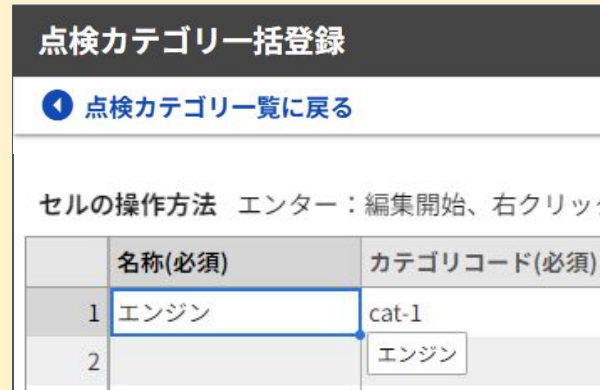 点検カテゴリ一括登録
点検カテゴリ一覧に戻る
セルの操作方法 エンター：編集開始、右クリッ
名称(必須) カテゴリコード(必須)
1 エンジン cat-1
2 エンジン